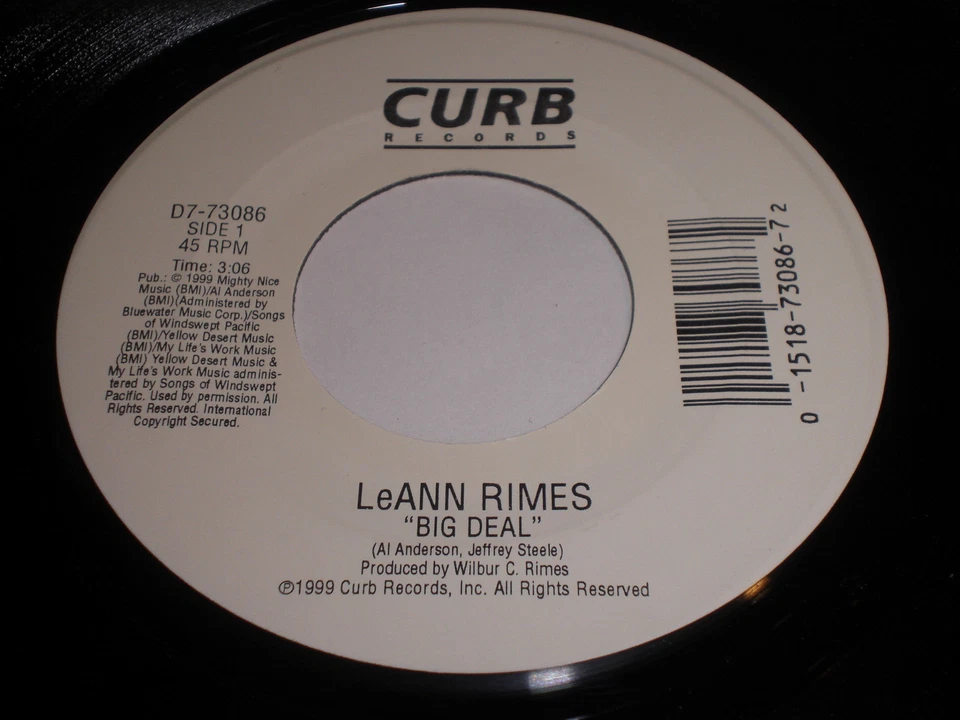 CURB
RECORDS
D7-73086
SIDE 1
45 RPM
Time: 3:06
Pub.: © 1999 Mighty Nice
Music (BMI)/Al Anderson
(BMI)(Administered by
Bluewater Music Corp.)/Songs
of Windswept Pacific
(BMI)/Yellow Desert Music
(BMI)/My Life's Work Music
(BMI) Yellow Desert Music &
My Life's Work Music adminis-
tered by Songs of Windswept
Pacific. Used by permission. All
Rights Reserved. International
Copyright Secured.
0 -1518-73086-7 2
LeANN RIMES
"BIG DEAL"
(Al Anderson, Jeffrey Steele)
Produced by Wilbur C. Rimes
℗1999 Curb Records, Inc. All Rights Reserved